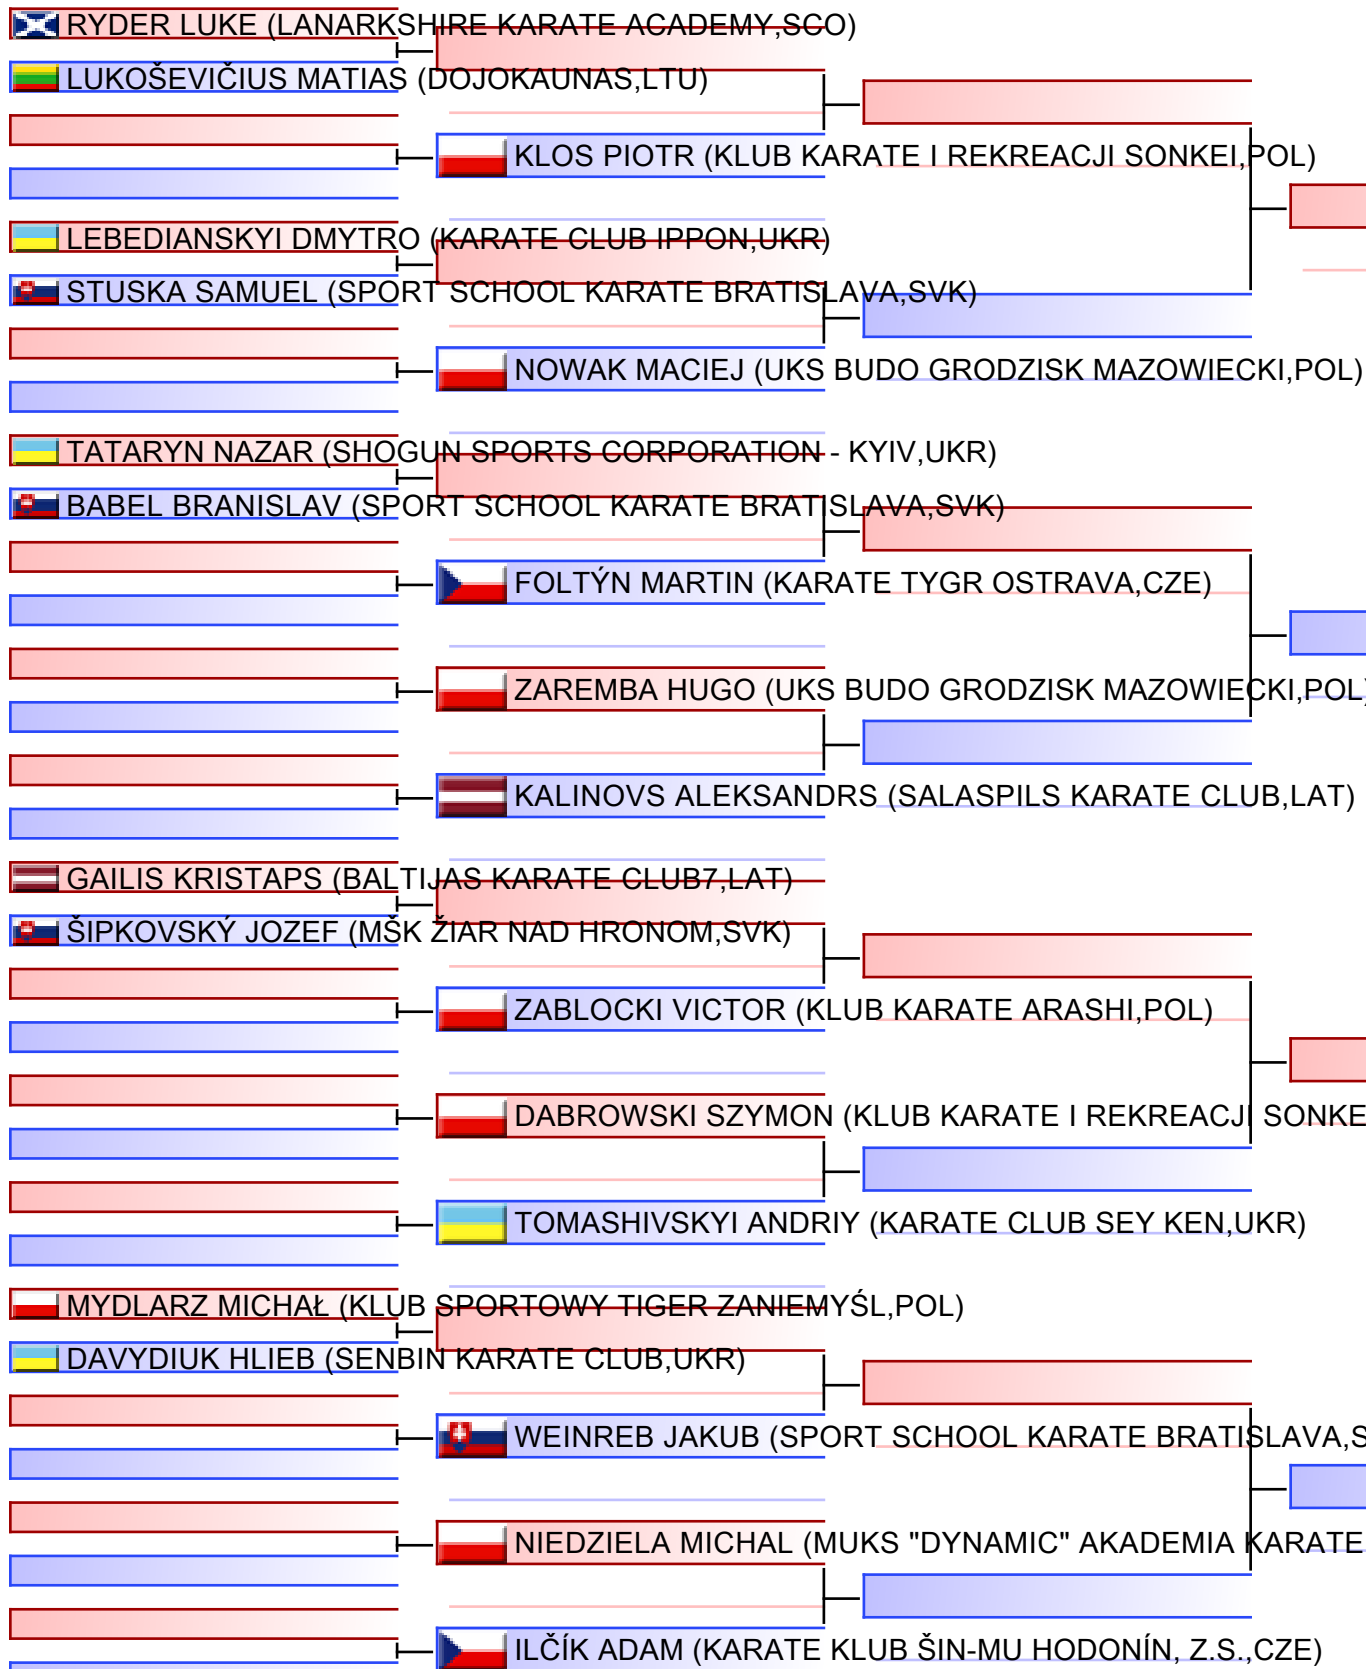 RYDER LUKE (LANARKSHIRE KARATE ACADEMY,SCO)
LUKOŠEVIČIUS MATIAS (DOJOKAUNAS,LTU)
KLOS PIOTR (KLUB KARATE I REKREACJI SONKEI,POL)
LEBEDIANSKYI DMYTRO (KARATE CLUB IPPON,UKR)
STUSKA SAMUEL (SPORT SCHOOL KARATE BRATISLAVA,SVK)
NOWAK MACIEJ (UKS BUDO GRODZISK MAZOWIECKI,POL)
TATARYN NAZAR (SHOGUN SPORTS CORPORATION - KYIV,UKR)
BABEL BRANISLAV (SPORT SCHOOL KARATE BRATISLAVA,SVK)
FOLTÝN MARTIN (KARATE TYGR OSTRAVA,CZE)
ZAREMBA HUGO (UKS BUDO GRODZISK MAZOWIECKI,POL)
KALINOVS ALEKSANDRS (SALASPILS KARATE CLUB,LAT)
GAILIS KRISTAPS (BALTIJAS KARATE CLUB7,LAT)
ŠIPKOVSKÝ JOZEF (MŠK ŽIAR NAD HRONOM,SVK)
ZABLOCKI VICTOR (KLUB KARATE ARASHI,POL)
DABROWSKI SZYMON (KLUB KARATE I REKREACJI SONKE
TOMASHIVSKYI ANDRIY (KARATE CLUB SEY KEN,UKR)
MYDLARZ MICHAŁ (KLUB SPORTOWY TIGER ZANIEMYŚL,POL)
DAVYDIUK HLIEB (SENBIN KARATE CLUB,UKR)
WEINREB JAKUB (SPORT SCHOOL KARATE BRATISLAVA,S
NIEDZIELA MICHAL (MUKS "DYNAMIC" AKADEMIA KARATE
ILČÍK ADAM (KARATE KLUB ŠIN-MU HODONÍN, Z.S.,CZE)